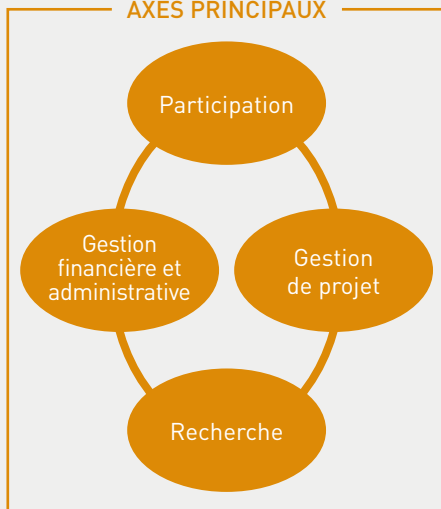 AXES PRINCIPAUX
Participation
Gestion
financière et
administrative
Gestion
de projet
Recherche